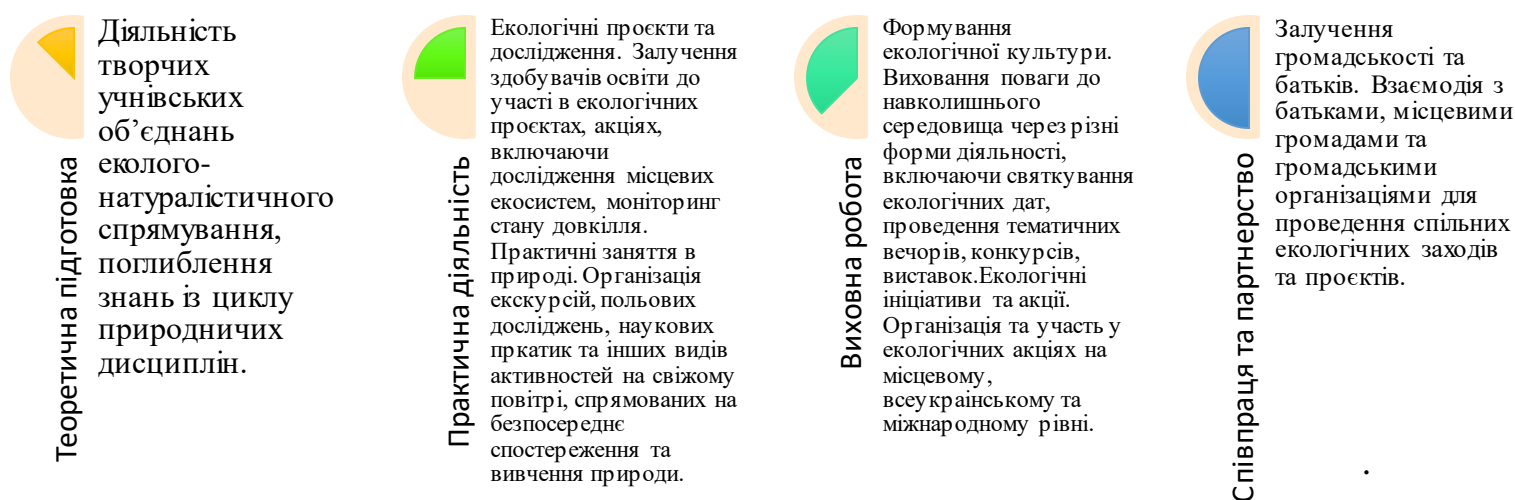 Теоретична підготовка
Діяльність
творчих
учнівських
об’єднань
еколого-
натуралістичного
спрямування,
поглиблення
знань із циклу
природничих
дисциплін.
Практична діяльність
Екологічні проєкти та
дослідження. Залучення
здобувачів освіти до
участі в екологічних
проєктах, акціях,
включаючи
дослідження місцевих
екосистем, моніторинг
стану довкілля.
Практичні заняття в
природі. Організація
екскурсій, польових
досліджень, наукових
пркатик та інших видів
активностей на свіжому
повітрі, спрямованих на
безпосереднє
спостереження та
вивчення природи.
Виховна робота
Формування
екологічної культури.
Виховання поваги до
навколишнього
середовища через різні
форми діяльності,
включаючи святкування
екологічних дат,
проведення тематичних
вечорів, конкурсів,
виставок.Екологічні
ініціативи та акції.
Організація та участь у
екологічних акціях на
місцевому,
всеукраїнському та
міжнародному рівні.
Співпраця та партнерство
Залучення
громадськості та
батьків. Взаємодія з
батьками, місцевими
громадами та
громадськими
організаціями для
проведення спільних
екологічних заходів
та проєктів.
.